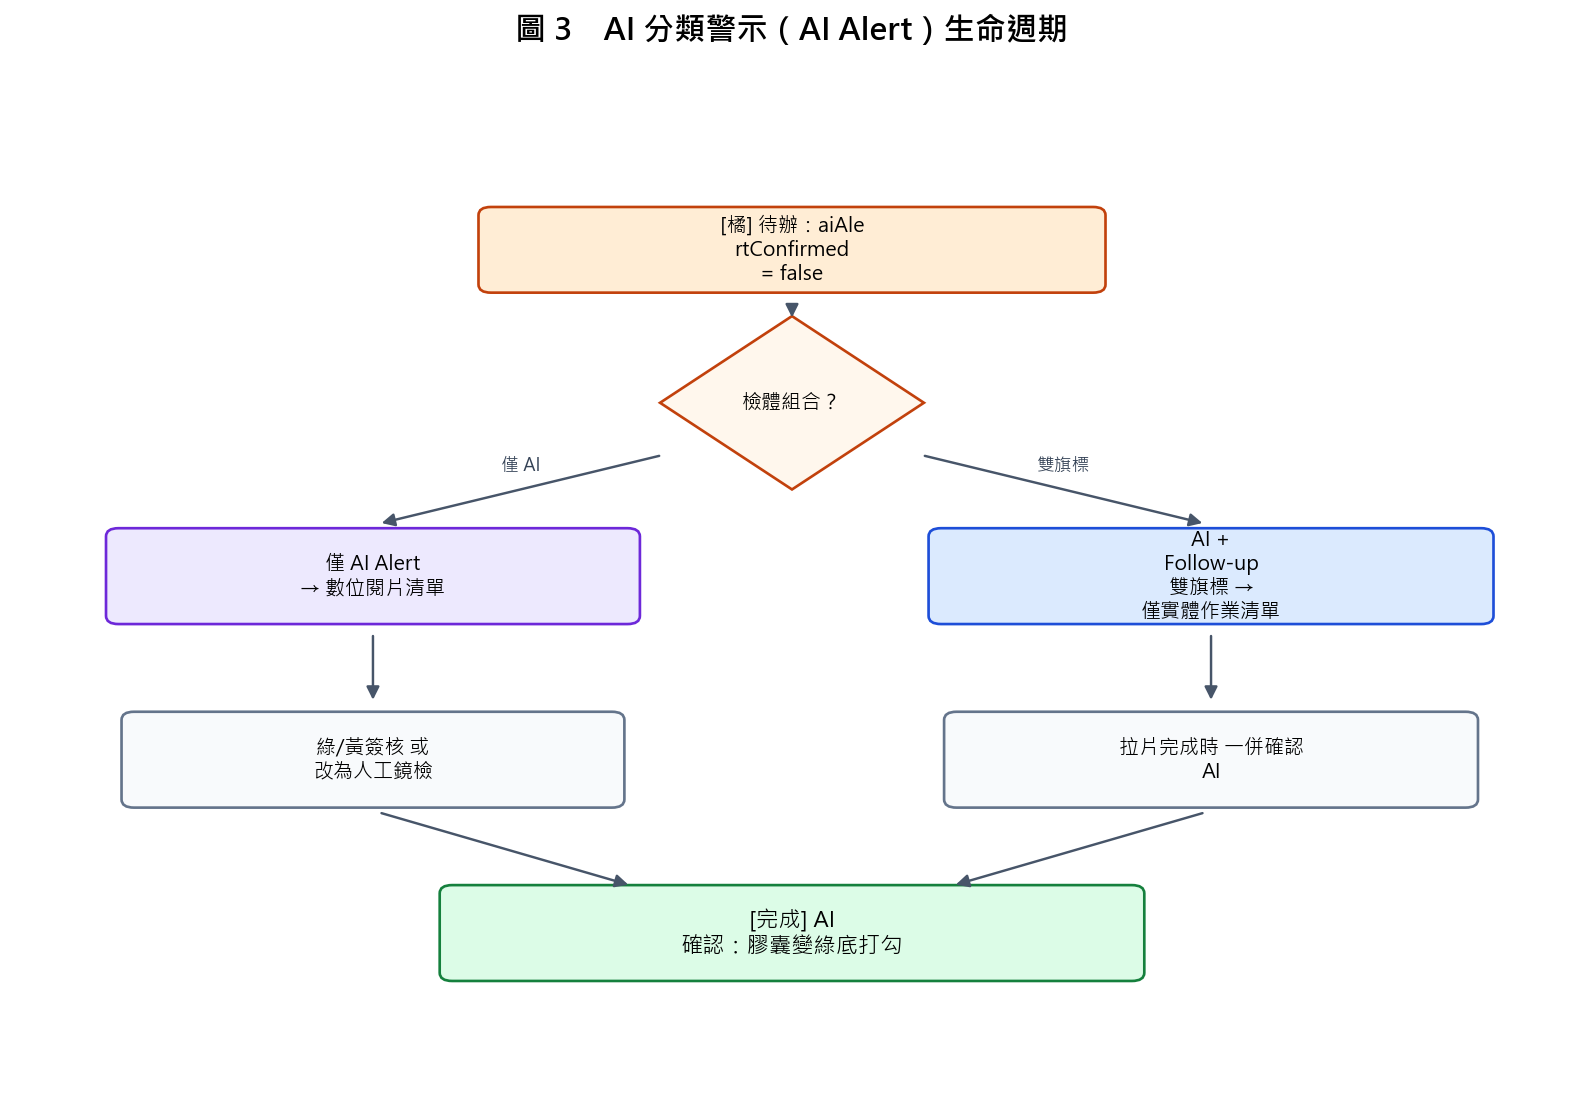 圖 3　AI 分類警示（AI Alert）生命週期
[橘] 待辦：aiAle
rtConfirmed
= false
檢體組合？
僅 AI
雙旗標
僅 AI Alert
→ 數位閱片清單
AI +
Follow-up
雙旗標 →
僅實體作業清單
綠/黃簽核 或
改為人工鏡檢
拉片完成時 一併確認
AI
[完成] AI
確認：膠囊變綠底打勾